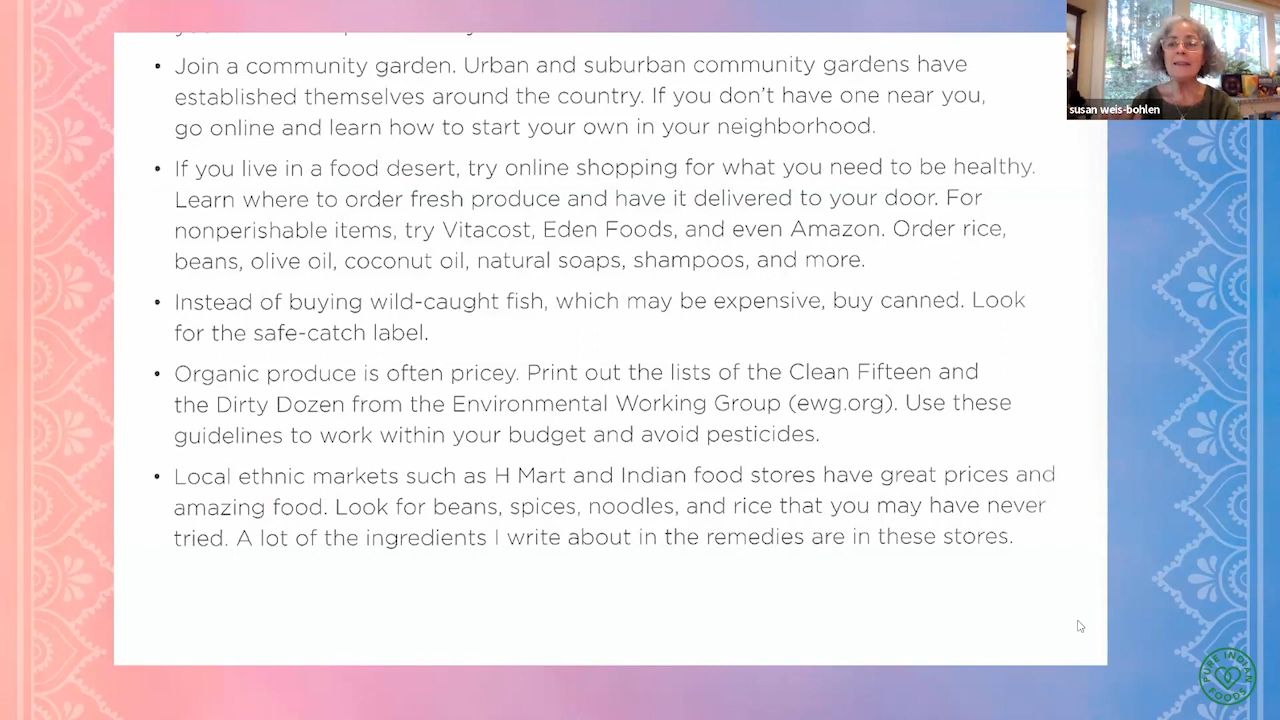 • Join a community garden. Urban and suburban community gardens have
established themselves around the country. If you don't have one near you,
go online and learn how to start your own in your neighborhood.
• If you live in a food desert, try online shopping for what you need to be healthy.
Learn where to order fresh produce and have it delivered to your door. For
nonperishable items, try Vitacost, Eden Foods, and even Amazon. Order rice,
beans, olive oil, coconut oil, natural soaps, shampoos, and more.
• Instead of buying wild-caught fish, which may be expensive, buy canned. Look
for the safe-catch label.
• Organic produce is often pricey. Print out the lists of the Clean Fifteen and
the Dirty Dozen from the Environmental Working Group (ewg.org). Use these
guidelines to work within your budget and avoid pesticides.
• Local ethnic markets such as H Mart and Indian food stores have great prices and
amazing food. Look for beans, spices, noodles, and rice that you may have never
tried. A lot of the ingredients I write about in the remedies are in these stores.
susan weis-bohlen
PURE INDIAN
FOODS